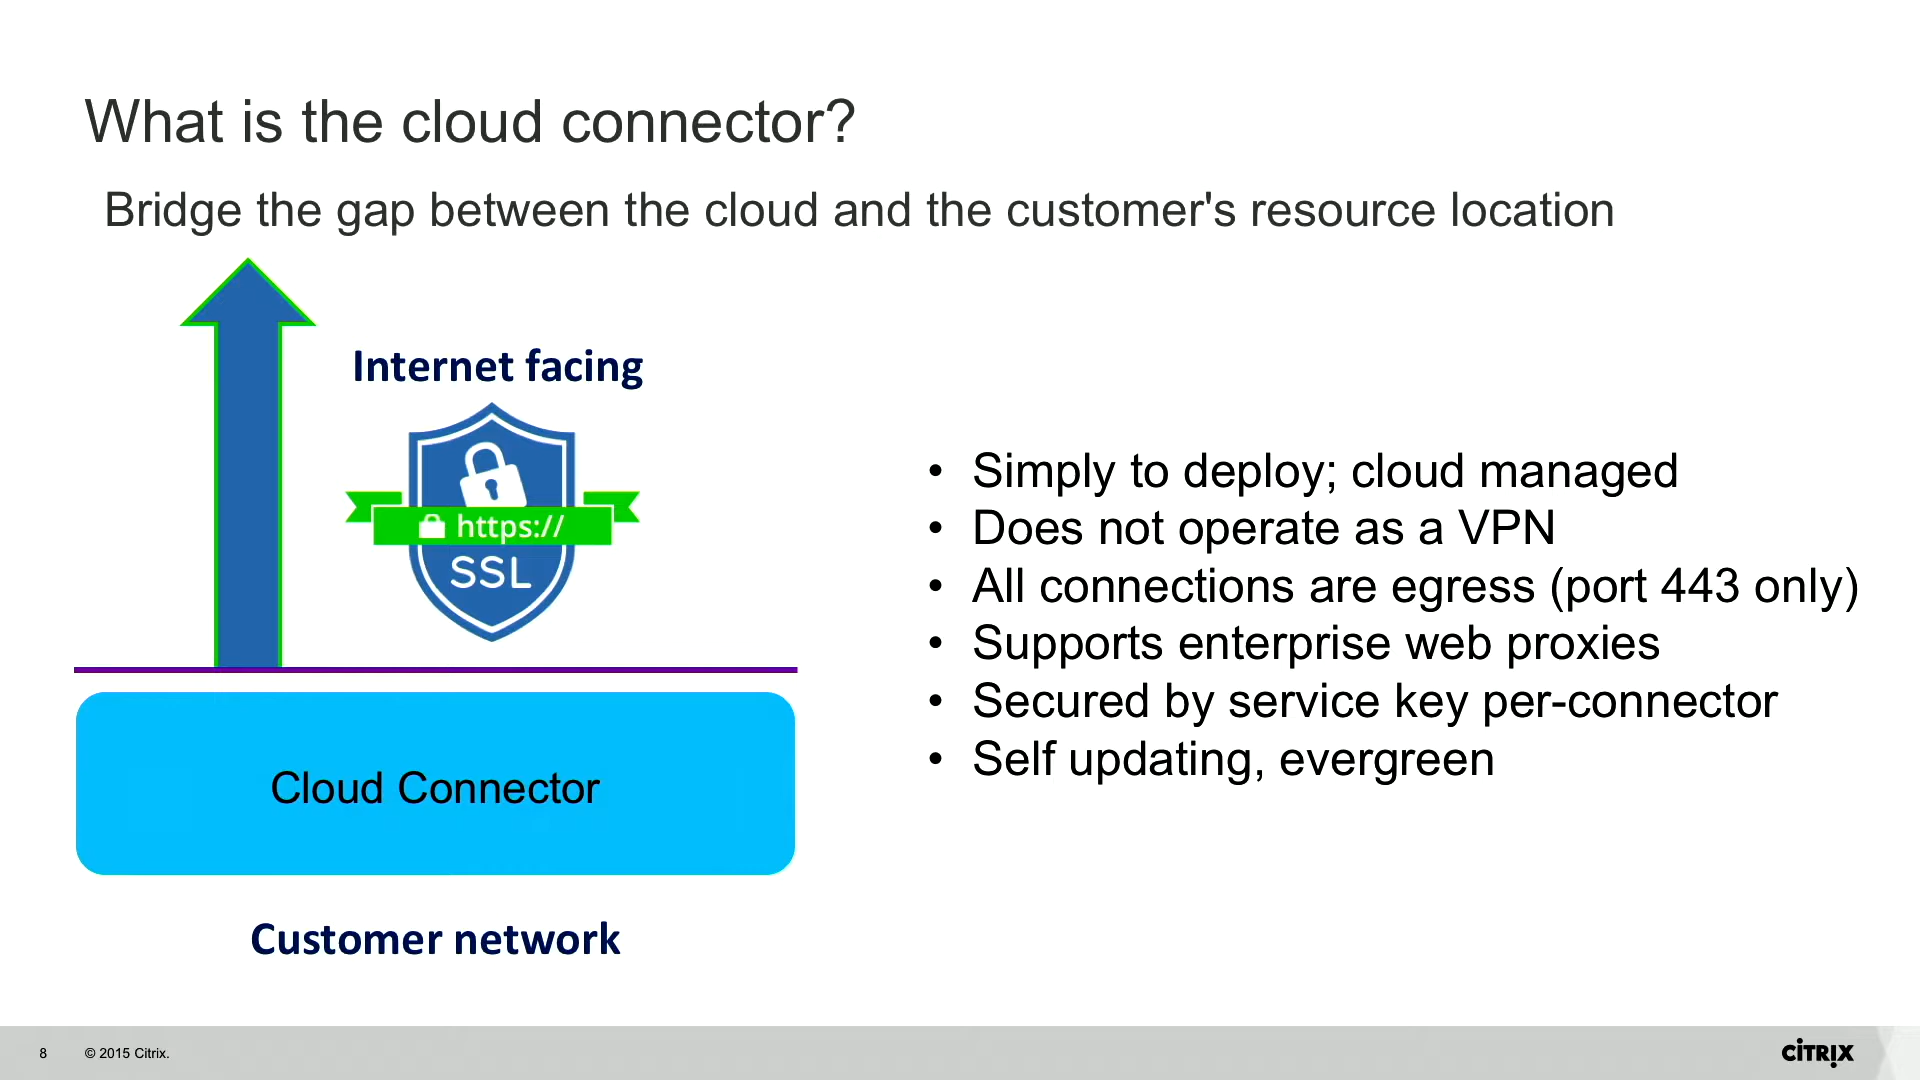 What is the cloud connector?
Bridge the gap between the cloud and the customer's resource location
Internet facing
https://
SSL
Cloud Connector
Customer network
• Simply to deploy; cloud managed
• Does not operate as a VPN
• All connections are egress (port 443 only)
• Supports enterprise web proxies
• Secured by service key per-connector
• Self updating, evergreen
8 © 2015 Citrix.
CİTRIX